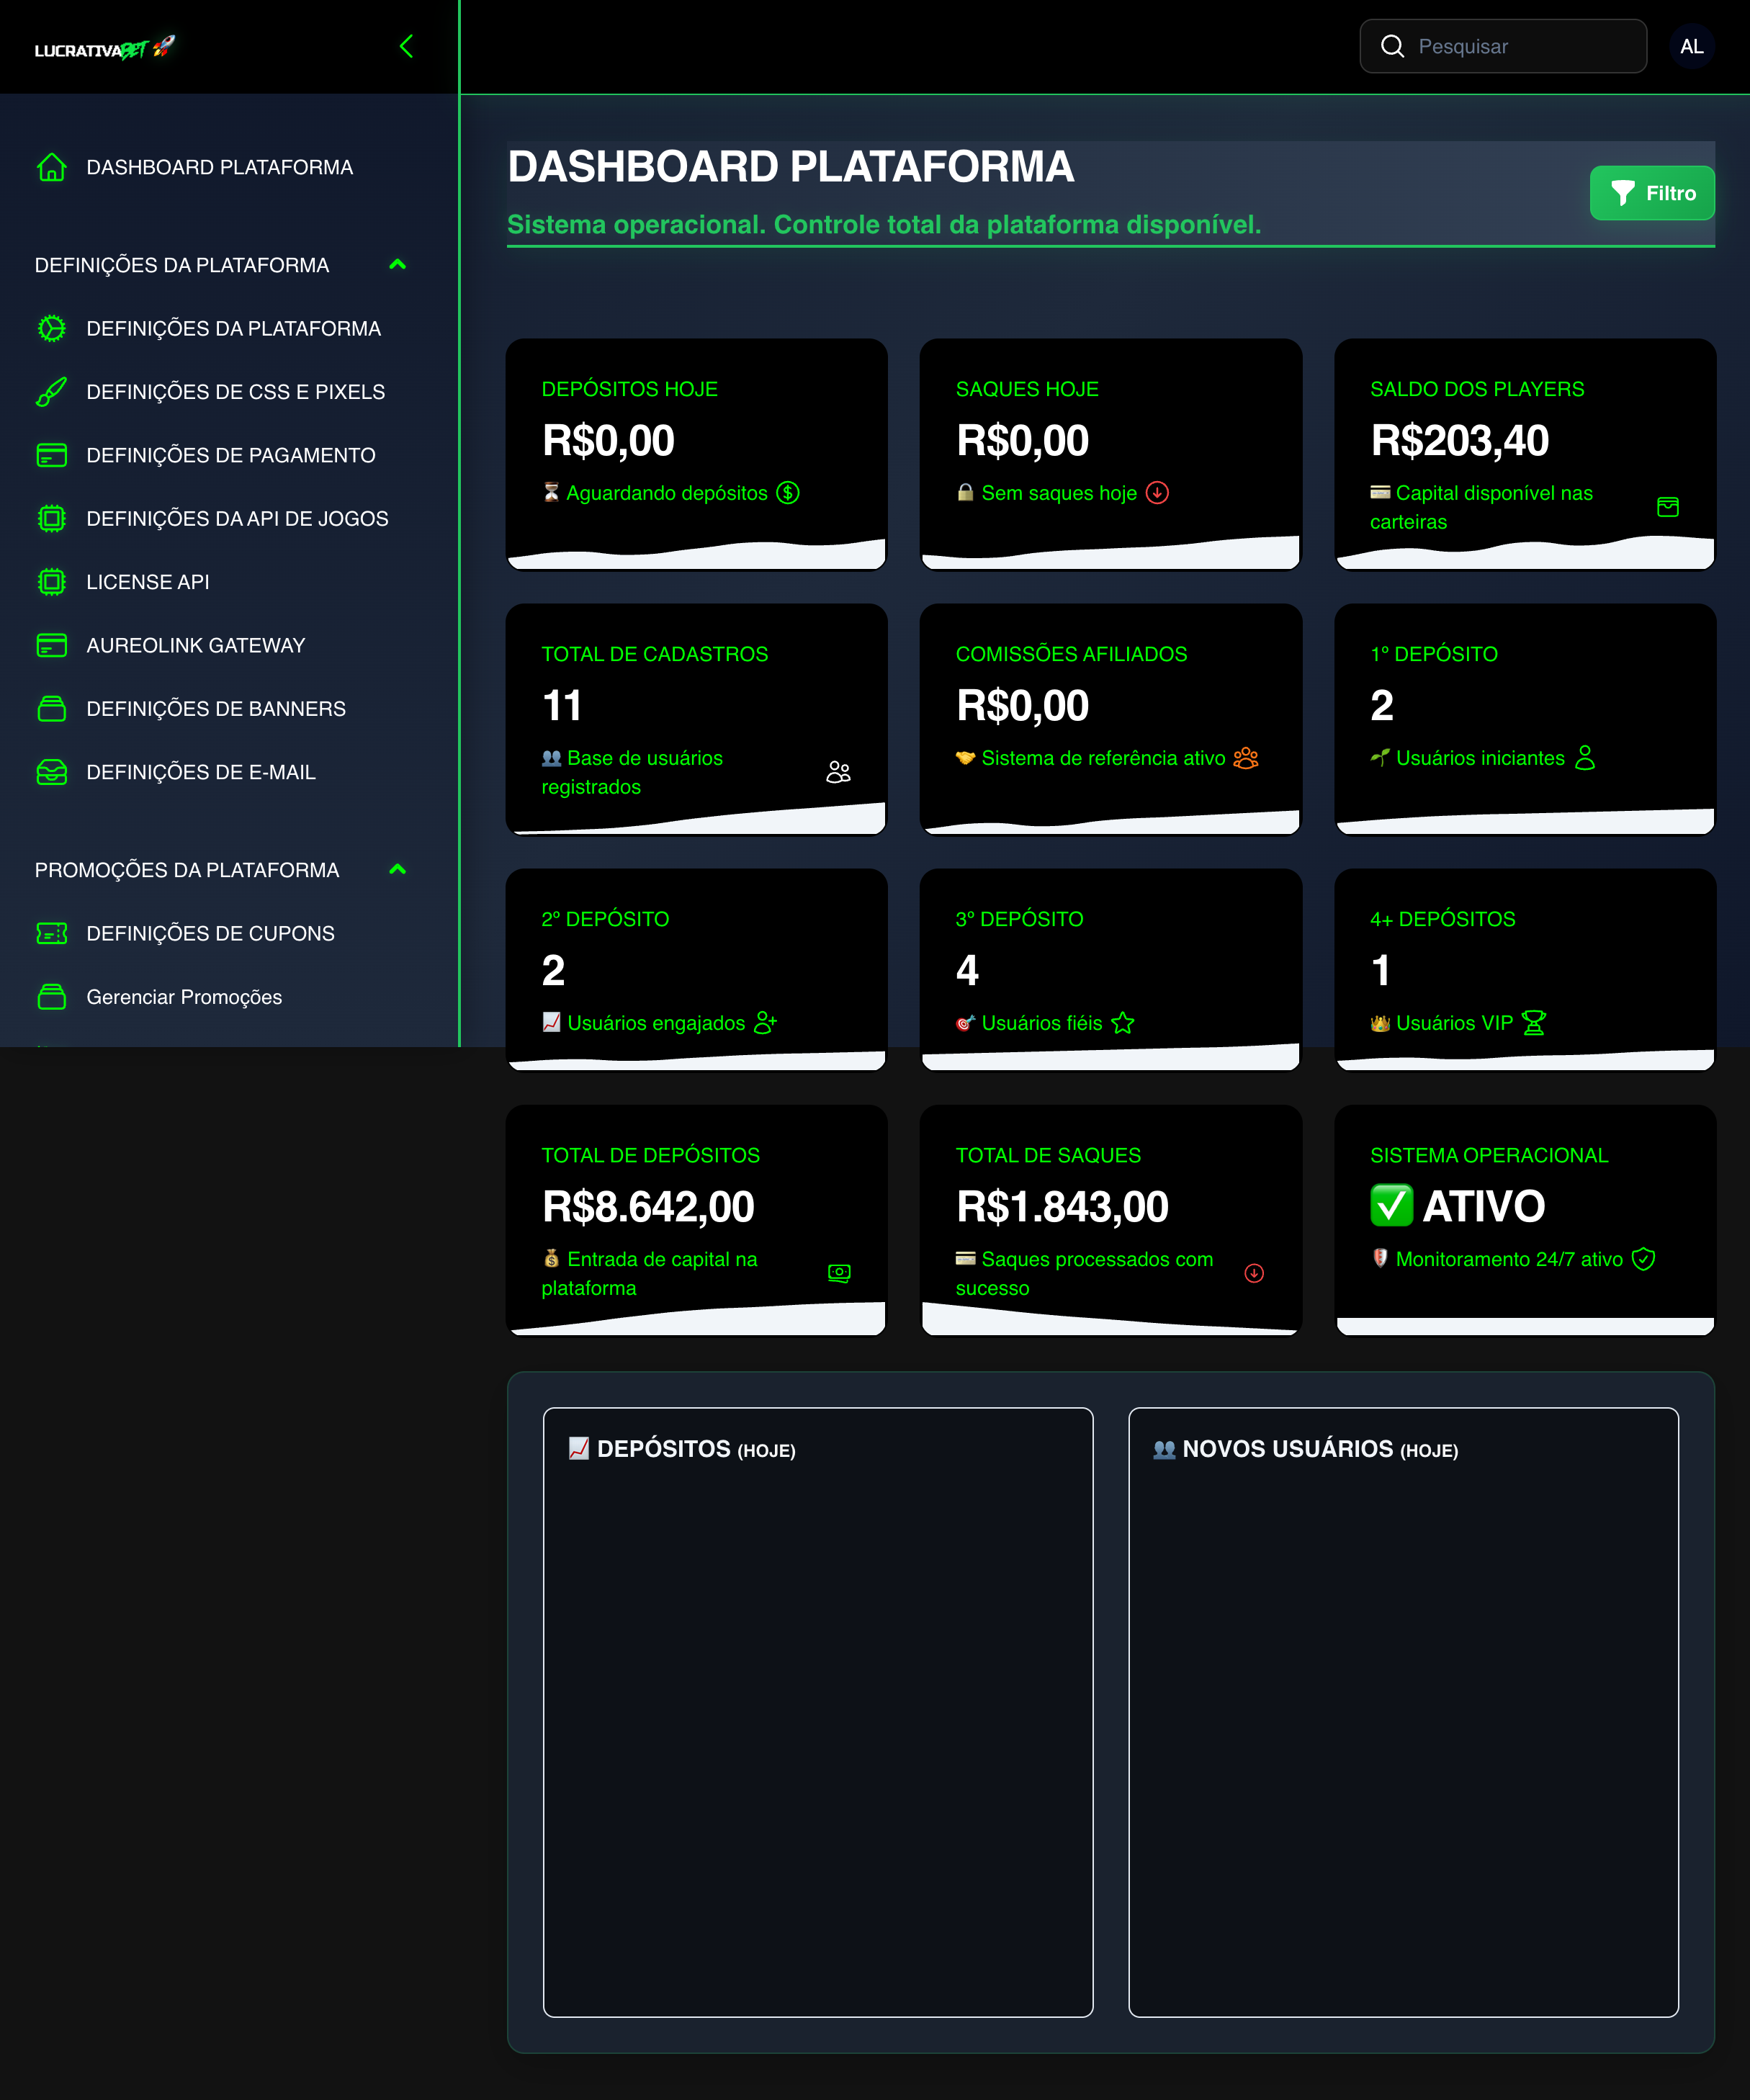 LUCRATIVABET
Pesquisar
AL
DASHBOARD PLATAFORMA
DEFINIÇÕES DA PLATAFORMA
DEFINIÇÕES DA PLATAFORMA
DEFINIÇÕES DE CSS E PIXELS
DEFINIÇÕES DE PAGAMENTO
DEFINIÇÕES DA API DE JOGOS
LICENSE API
AUREOLINK GATEWAY
DEFINIÇÕES DE BANNERS
DEFINIÇÕES DE E-MAIL
PROMOÇÕES DA PLATAFORMA
DEFINIÇÕES DE CUPONS
Gerenciar Promoções
DASHBOARD PLATAFORMA
Sistema operacional. Controle total da plataforma disponível.
Filtro
DEPÓSITOS HOJE
R$0,00
⏳ Aguardando depósitos
SAQUES HOJE
R$0,00
🔒 Sem saques hoje
SALDO DOS PLAYERS
R$203,40
💳 Capital disponível nas
carteiras
TOTAL DE CADASTROS
11
👥 Base de usuários
registrados
COMISSÕES AFILIADOS
R$0,00
🤝 Sistema de referência ativo
1º DEPÓSITO
2
🌱 Usuários iniciantes
2º DEPÓSITO
2
📈 Usuários engajados
3º DEPÓSITO
4
🎯 Usuários fiéis
4+ DEPÓSITOS
1
👑 Usuários VIP
TOTAL DE DEPÓSITOS
R$8.642,00
💰 Entrada de capital na
plataforma
TOTAL DE SAQUES
R$1.843,00
💳 Saques processados com
sucesso
SISTEMA OPERACIONAL
✅ ATIVO
🛡️ Monitoramento 24/7 ativo
📈 DEPÓSITOS (HOJE)
👥 NOVOS USUÁRIOS (HOJE)